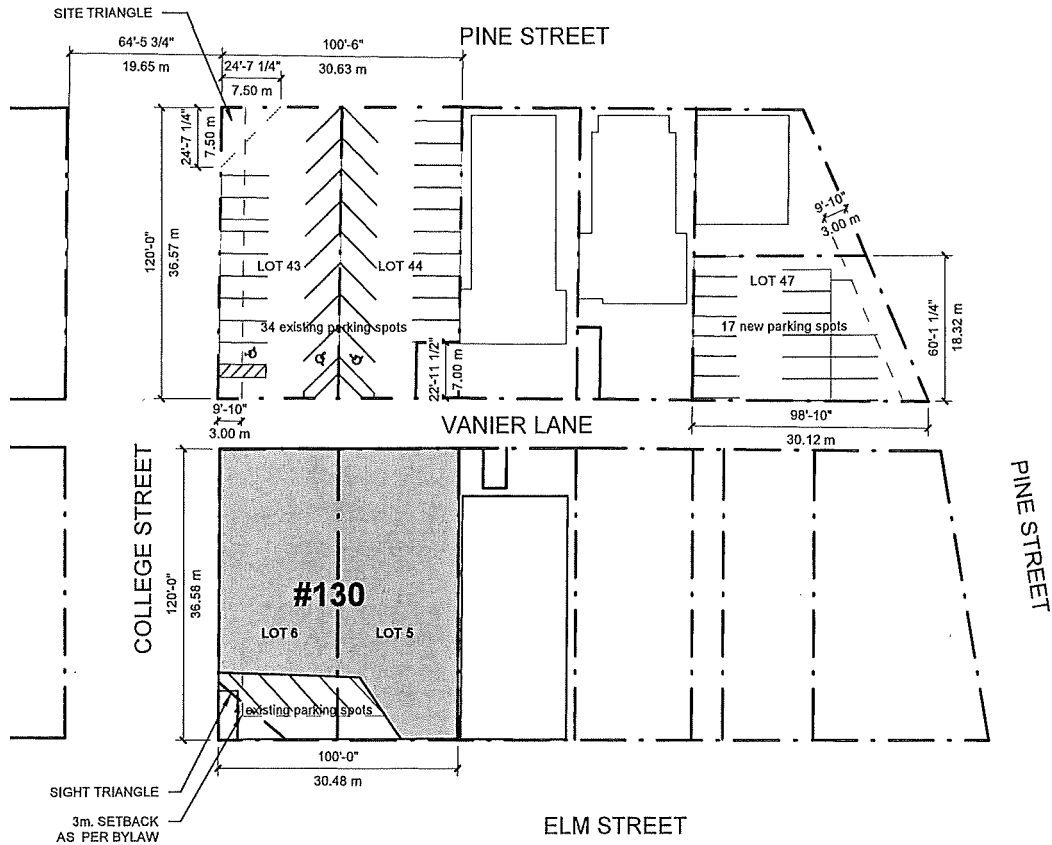 SITE TRIANGLE
64'-5 3/4"
19.65 m
100'-6"
30.63 m
PINE STREET
24'-7 1/4"
7.50 m
24'-7 1/4"
7.50 m
120'-0"
36.57 m
LOT 43
LOT 44
34 existing parking spots
22'-11 1/2"
7.00 m
9'-10"
3.00 m
LOT 47
17 new parking spots
60'-1 1/4"
18.32 m
9'-10"
3.00 m
VANIER LANE
98'-10"
30.12 m
COLLEGE STREET
120'-0"
36.58 m
#130
LOT 6
LOT 5
existing parking spots
100'-0"
30.48 m
PINE STREET
SIGHT TRIANGLE
3m. SETBACK
AS PER BYLAW
ELM STREET